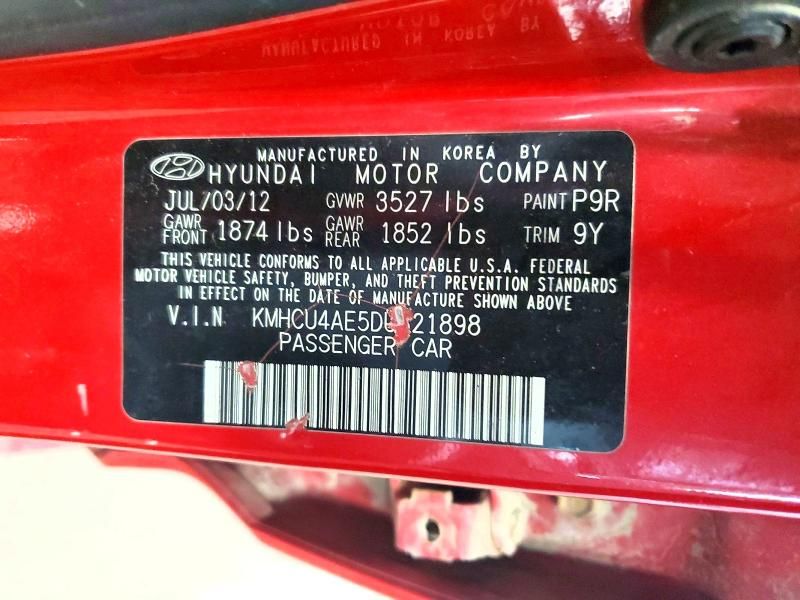 MANUFACTURED IN KOREA BY
HYUNDAI MOTOR COMPANY
JUL/03/12 GVWR 3527 lbs PAINT P9R
GAWR FRONT 1874 lbs GAWR REAR 1852 lbs TRIM 9Y
THIS VEHICLE CONFORMS TO ALL APPLICABLE U.S.A. FEDERAL
MOTOR VEHICLE SAFETY, BUMPER, AND THEFT PREVENTION STANDARDS
IN EFFECT ON THE DATE OF MANUFACTURE SHOWN ABOVE
V.I.N
PASSENGER CAR